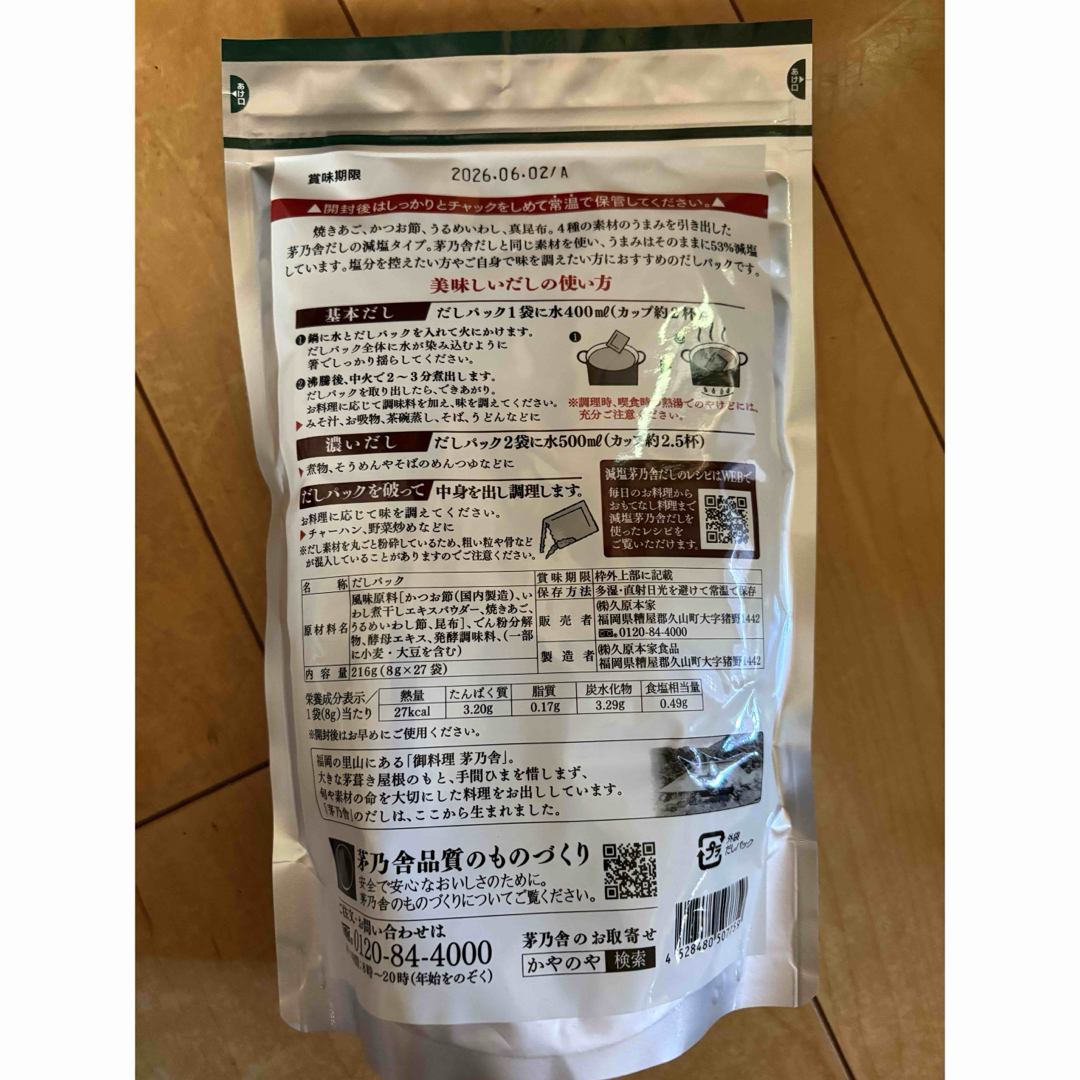 あけ口
あけ口
賞味期限 2026.06.02/A
▲開封後はしっかりとチャックをしめて常温で保管してください。▲
焼きあご、かつお節、うるめいわし、真昆布。4種の素材のうまみを引き出した
茅乃舎だしの減塩タイプ。茅乃舎だしと同じ素材を使い、うまみはそのままに53%減塩
しています。塩分を控えたい方やご自身で味を調えたい方におすすめのだしパックです。
美味しいだしの使い方
基本だし だしパック1袋に水400㎖(カップ約2杯)
❶鍋に水とだしパックを入れて火にかけます。
だしパック全体に水が染み込むように
箸でしっかり揺らしてください。
❷沸騰後、中火で2～3分煮出します。
だしパックを取り出したら、できあがり。
お料理に応じて調味料を加え、味を調えてください。
▶みそ汁、お吸物、茶碗蒸し、そば、うどんなどに
❶
※調理時、喫食時の熱湯でのやけどには、
充分ご注意ください。
濃いだし だしパック2袋に水500㎖(カップ約2.5杯)
▶煮物、そうめんやそばのめんつゆなどに
だしパックを破って 中身を出し調理します。
お料理に応じて味を調えてください。
▶チャーハン、野菜炒めなどに
※だし素材を丸ごと粉砕しているため、粗い粒や骨など
が混入していることがありますのでご注意ください。
減塩茅乃舎だしのレシピはWEBで
毎日のお料理から
おもてなし料理まで
減塩茅乃舎だしを
使ったレシピを
ご覧いただけます。
名称 だしパック
原材料名 風味原料[かつお節(国内製造)、い
わし煮干しエキスパウダー、焼きあご、
うるめいわし節、昆布]、でん粉分解
物、酵母エキス、発酵調味料、(一部
に小麦・大豆を含む)
内容量 216g(8g×27袋)
賞味期限 枠外上部に記載
保存方法 多湿・直射日光を避けて常温で保存
販売者 ㈱久原本家
福岡県糟屋郡久山町大字猪野1442
0120-84-4000
製造者 ㈱久原本家食品
福岡県糟屋郡久山町大字猪野1442
栄養成分表示/
1袋(8g)当たり
熱量 たんぱく質 脂質 炭水化物 食塩相当量
27kcal 3.20g 0.17g 3.29g 0.49g
※開封後はお早めにご使用ください。
福岡の里山にある「御料理 茅乃舎」。
大きな茅葺き屋根のもと、手間ひまを惜しまず、
旬や素材の命を大切にした料理をお出ししています。
「茅乃舎」のだしは、ここから生まれました。
茅乃舎品質のものづくり
安全で安心なおいしさのために。
茅乃舎のものづくりについてご覧ください。
プラ
外袋
だしパック
ご注文・お問い合わせは
0120-84-4000
時～20時(年始をのぞく)
茅乃舎のお取寄せ
かやのや 検索